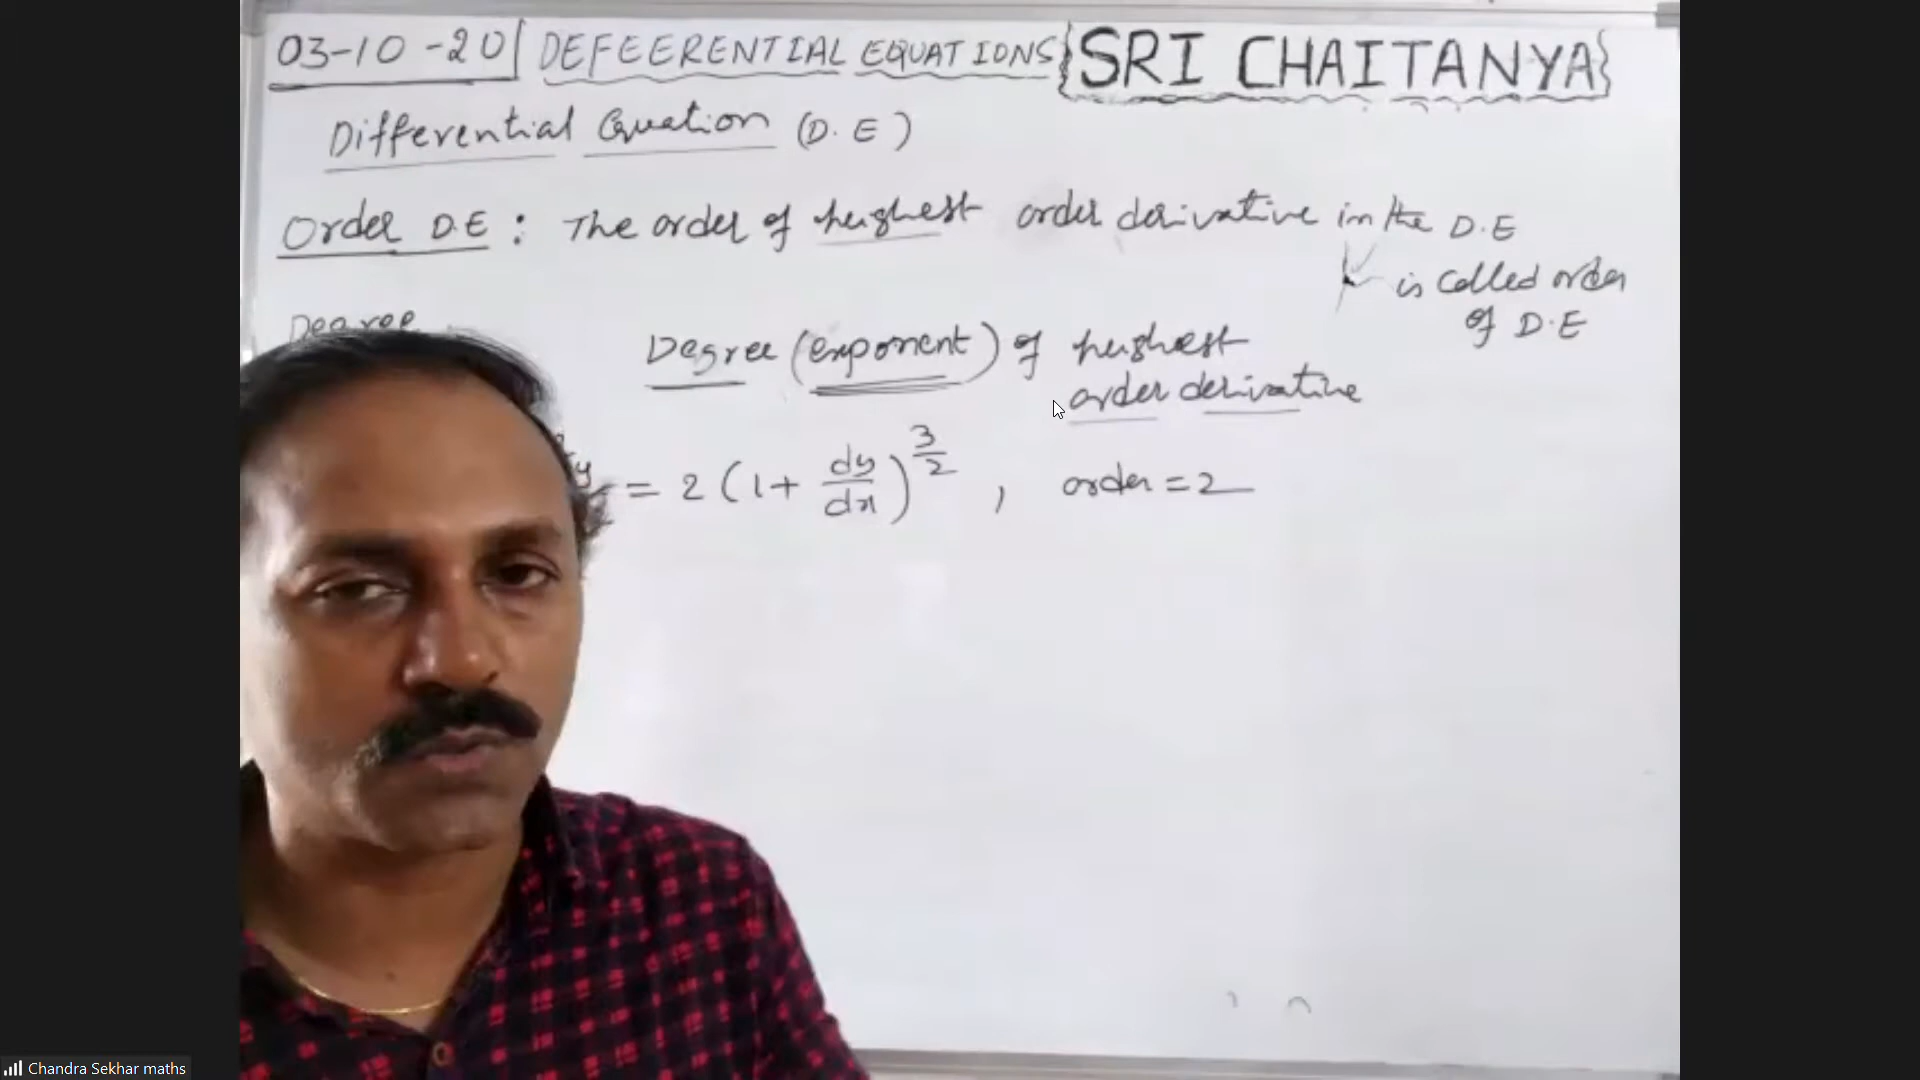 03-10-20 DEFEERENTIAL EQUATIONS SRI CHAITANYA
Differential Equation (D.E)
Order D.E : The order of heighest order derivative in the D.E
is called order
of D.E
Degree
Degree (exponent) of heighest
order derivative
= 2 (1 + dy/dx)^3/2 , order = 2
Chandra Sekhar maths